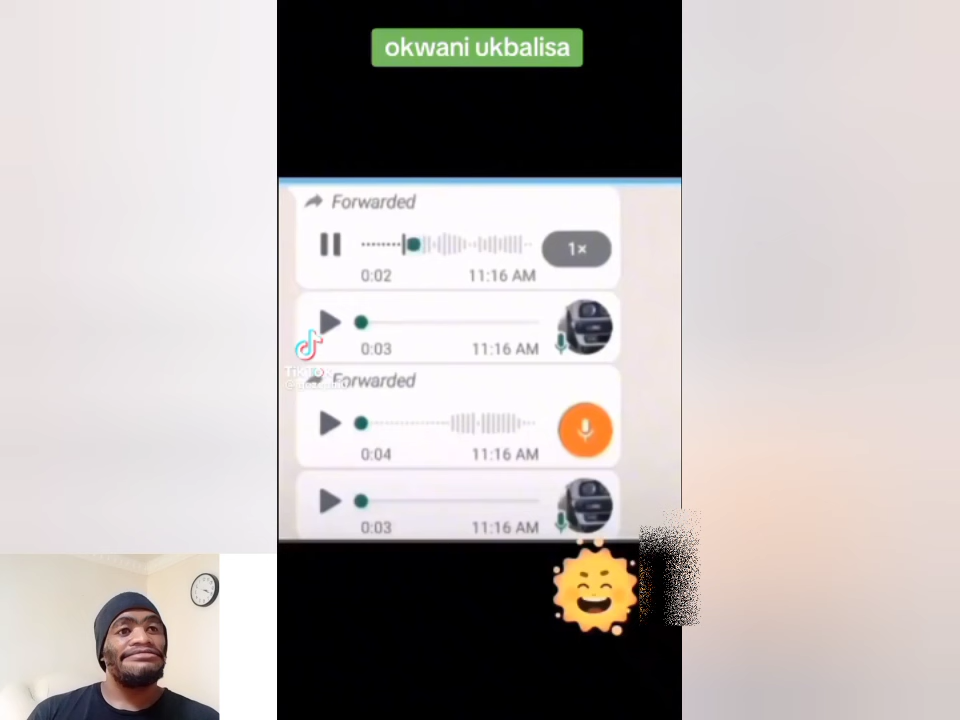 okwani ukbalisa
Forwarded
1×
0:02 11:16 AM
0:03 11:16 AM
TikTok
Forwarded
0:04 11:16 AM
0:03 11:16 AM